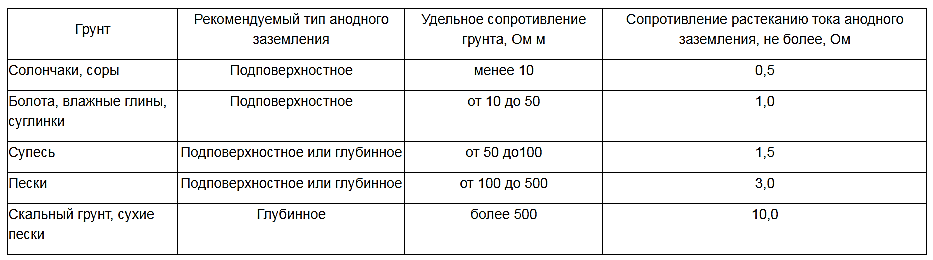 Грунт
Рекомендуемый тип анодного
заземления
Удельное сопротивление
грунта, Ом м
Сопротивление растеканию тока анодного
заземления, не более, Ом
Солончаки, соры
Подповерхностное
менее 10
0,5
Болота, влажные глины,
суглинки
Подповерхностное
от 10 до 50
1,0
Супесь
Подповерхностное или глубинное
от 50 до100
1,5
Пески
Подповерхностное или глубинное
от 100 до 500
3,0
Скальный грунт, сухие
пески
Глубинное
более 500
10,0